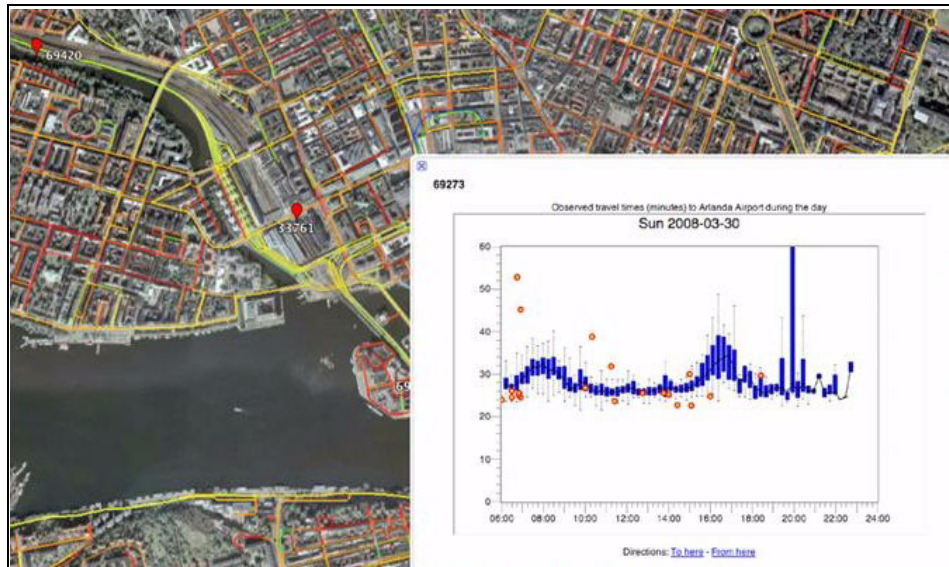 69420
33761
69273
Observed travel times (minutes) to Arlanda Airport during the day
Sun 2008-03-30
60
50
40
30
20
10
0
06:00 08:00 10:00 12:00 14:00 16:00 18:00 20:00 22:00 24:00
Directions: To here - From here